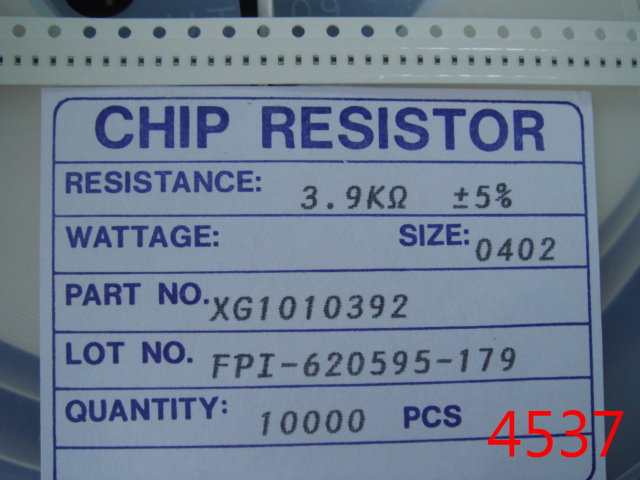 CHIP RESISTOR
RESISTANCE: 3.9KΩ ±5%
WATTAGE: SIZE: 0402
PART NO. XG1010392
LOT NO. FPI-620595-179
QUANTITY: 10000 PCS
4537